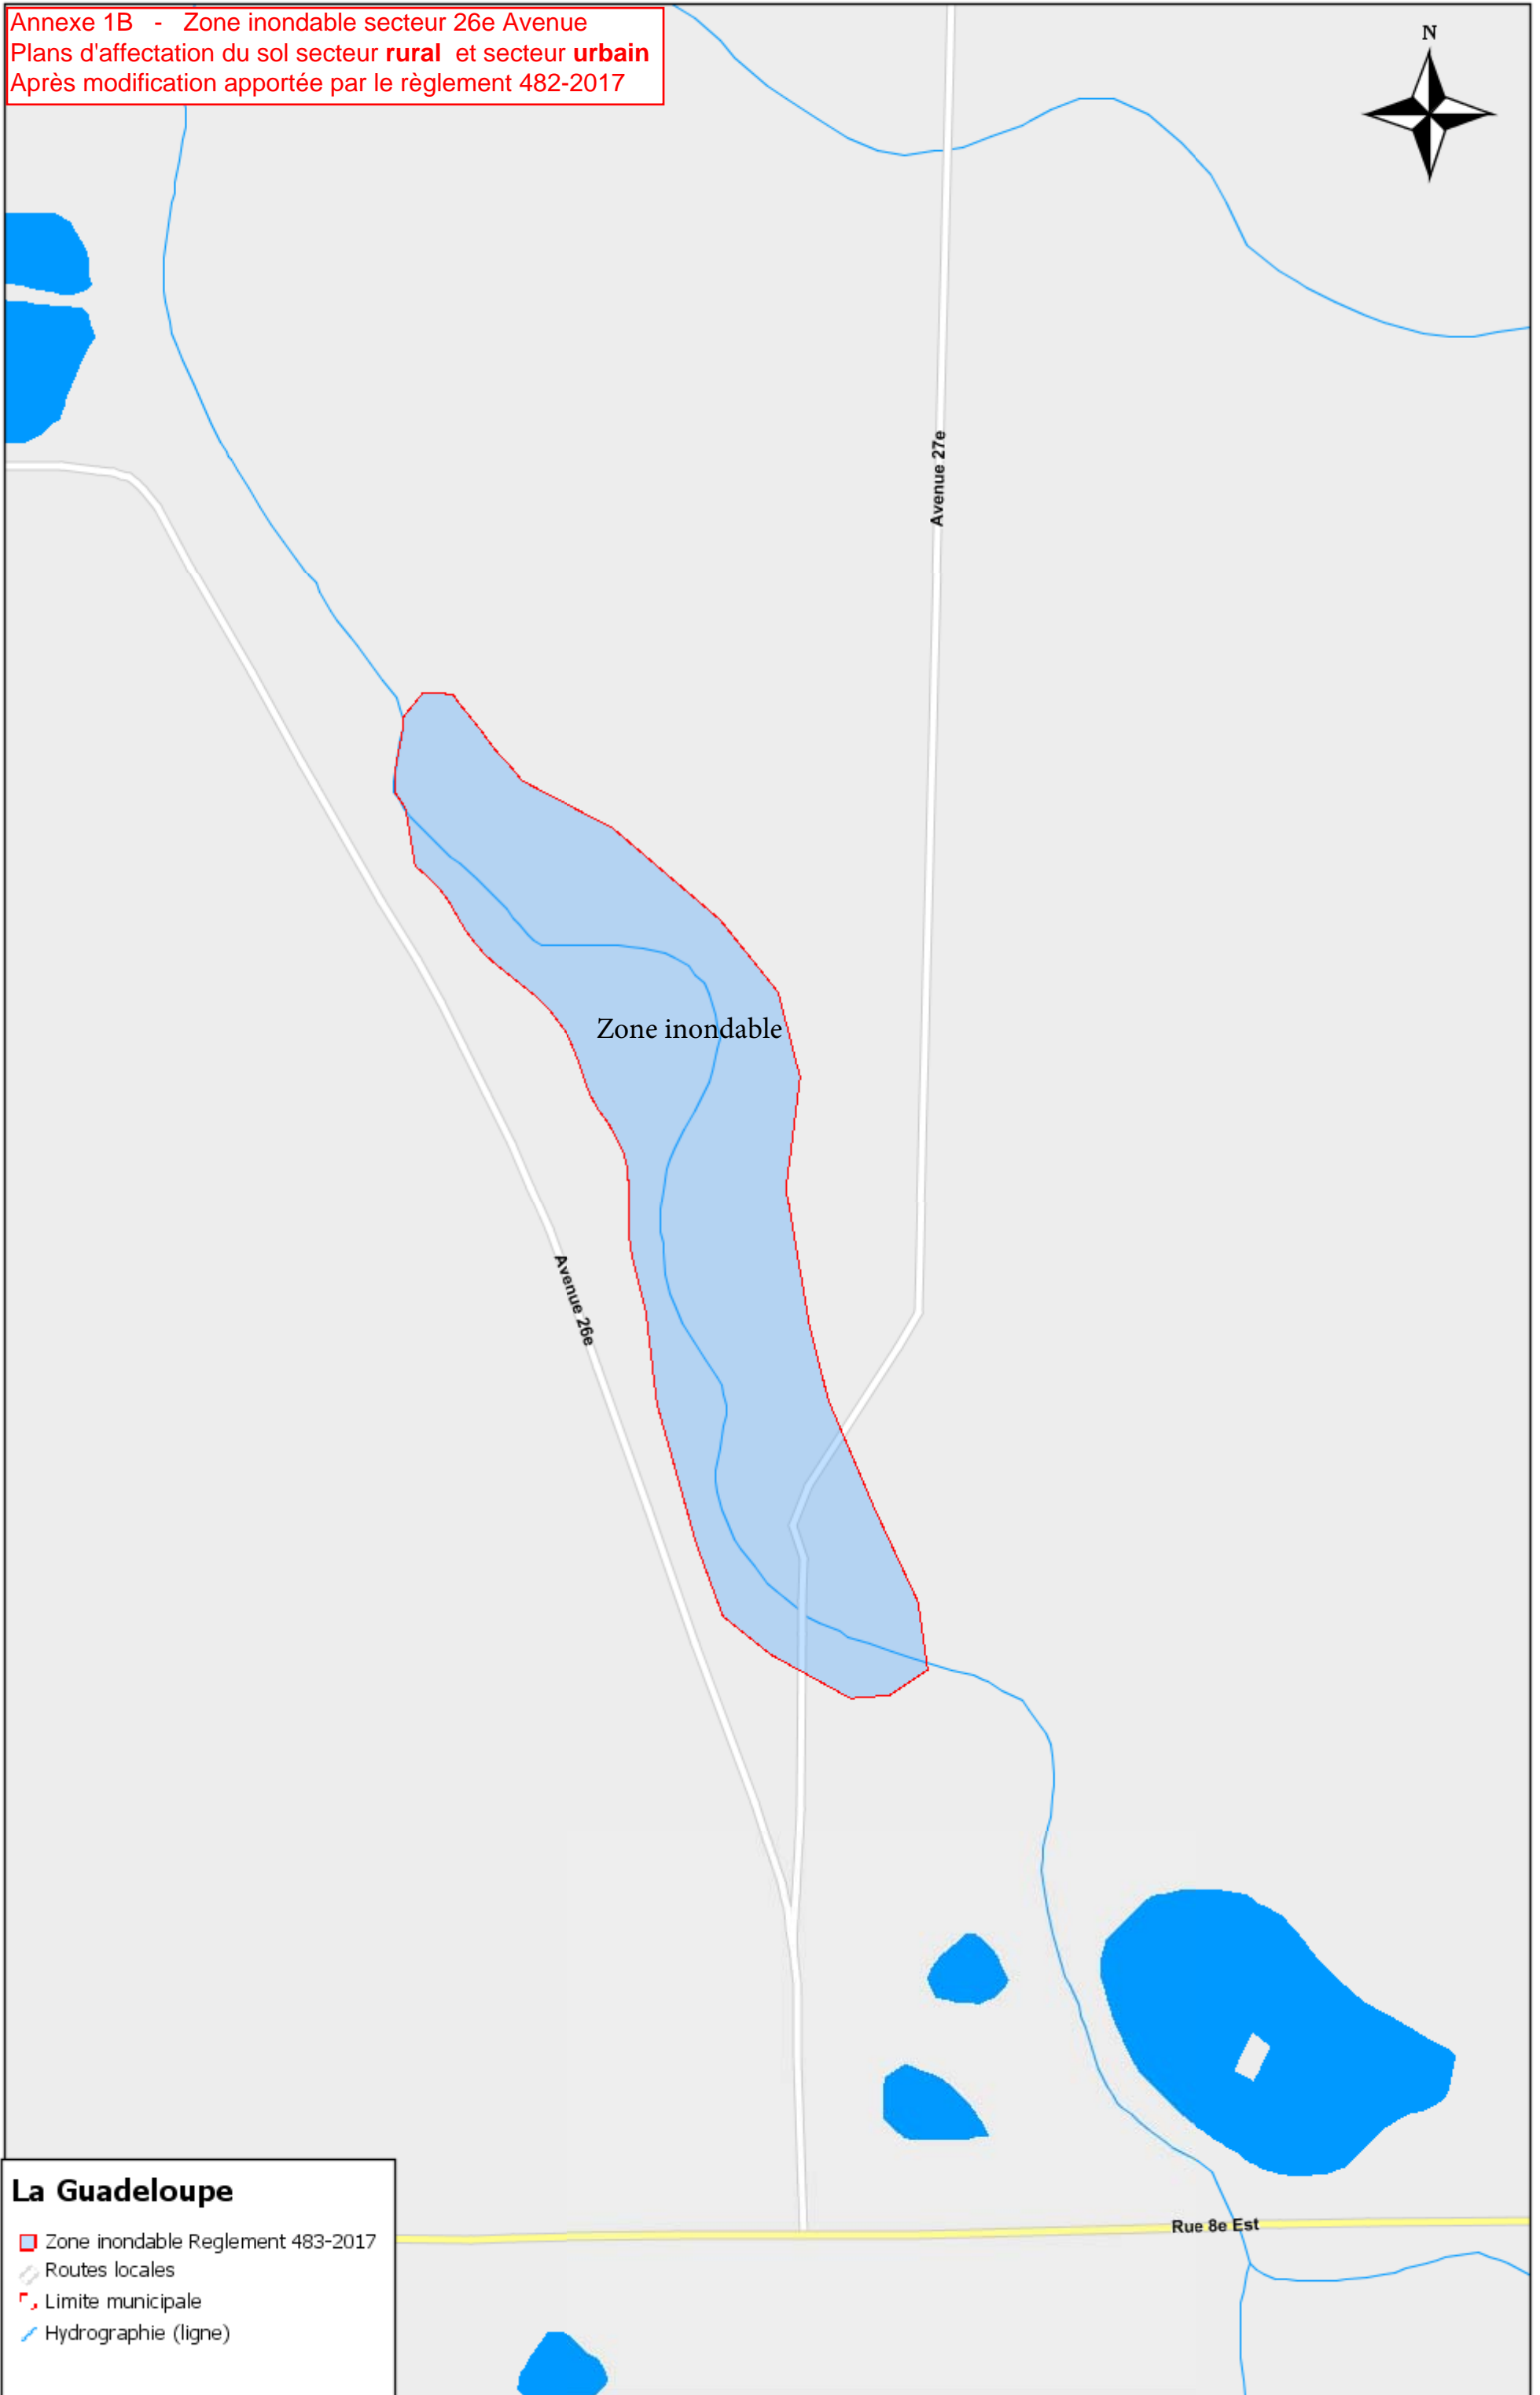 Annexe 1B - Zone inondable secteur 26e Avenue
Plans d'affectation du sol secteur rural et secteur urbain
Après modification apportée par le règlement 482-2017
N
Avenue 27e
Zone inondable
Avenue 26e
Rue 8e Est
La Guadeloupe
Zone inondable Reglement 483-2017
Routes locales
Limite municipale
Hydrographie (ligne)